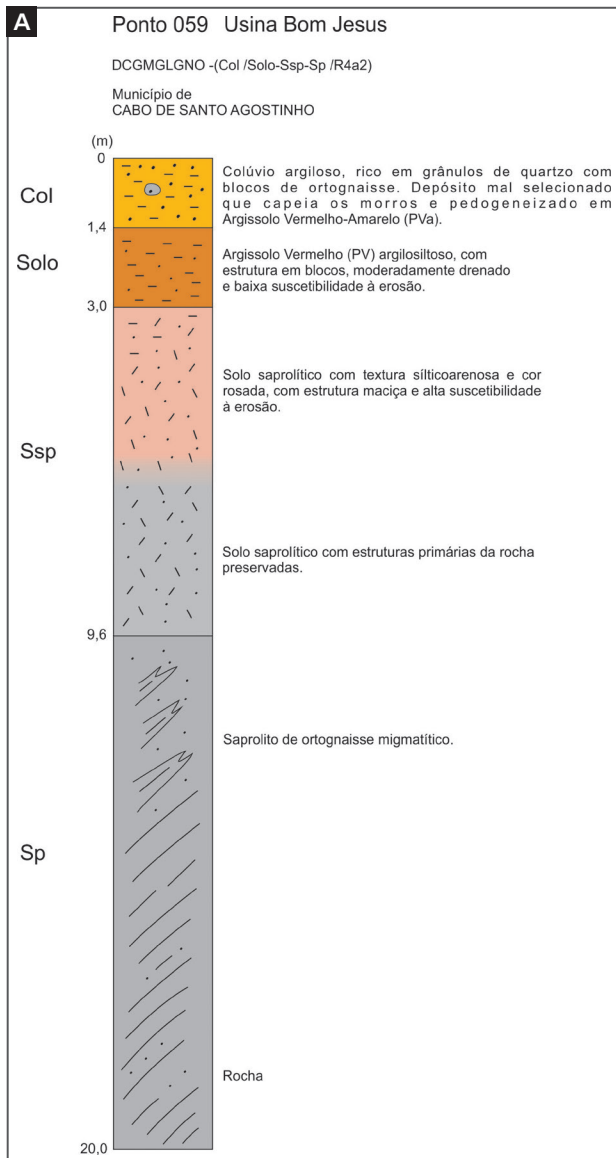 A
Ponto 059 Usina Bom Jesus
DCGMGLGNO -(Col /Solo-Ssp-Sp /R4a2)
Município de
CABO DE SANTO AGOSTINHO
(m)
0
Col
Colúvio argiloso, rico em grânulos de quartzo com
blocos de ortognaisse. Depósito mal selecionado
que capeia os morros e pedogeneizado em
Argissolo Vermelho-Amarelo (PVa).
1,4
Solo
Argissolo Vermelho (PV) argilosiltoso, com
estrutura em blocos, moderadamente drenado
e baixa suscetibilidade à erosão.
3,0
Solo saprolítico com textura sílticoarenosa e cor
rosada, com estrutura maciça e alta suscetibilidade
à erosão.
Ssp
Solo saprolítico com estruturas primárias da rocha
preservadas.
9,6
Saprolito de ortognaisse migmatítico.
Sp
Rocha
20,0